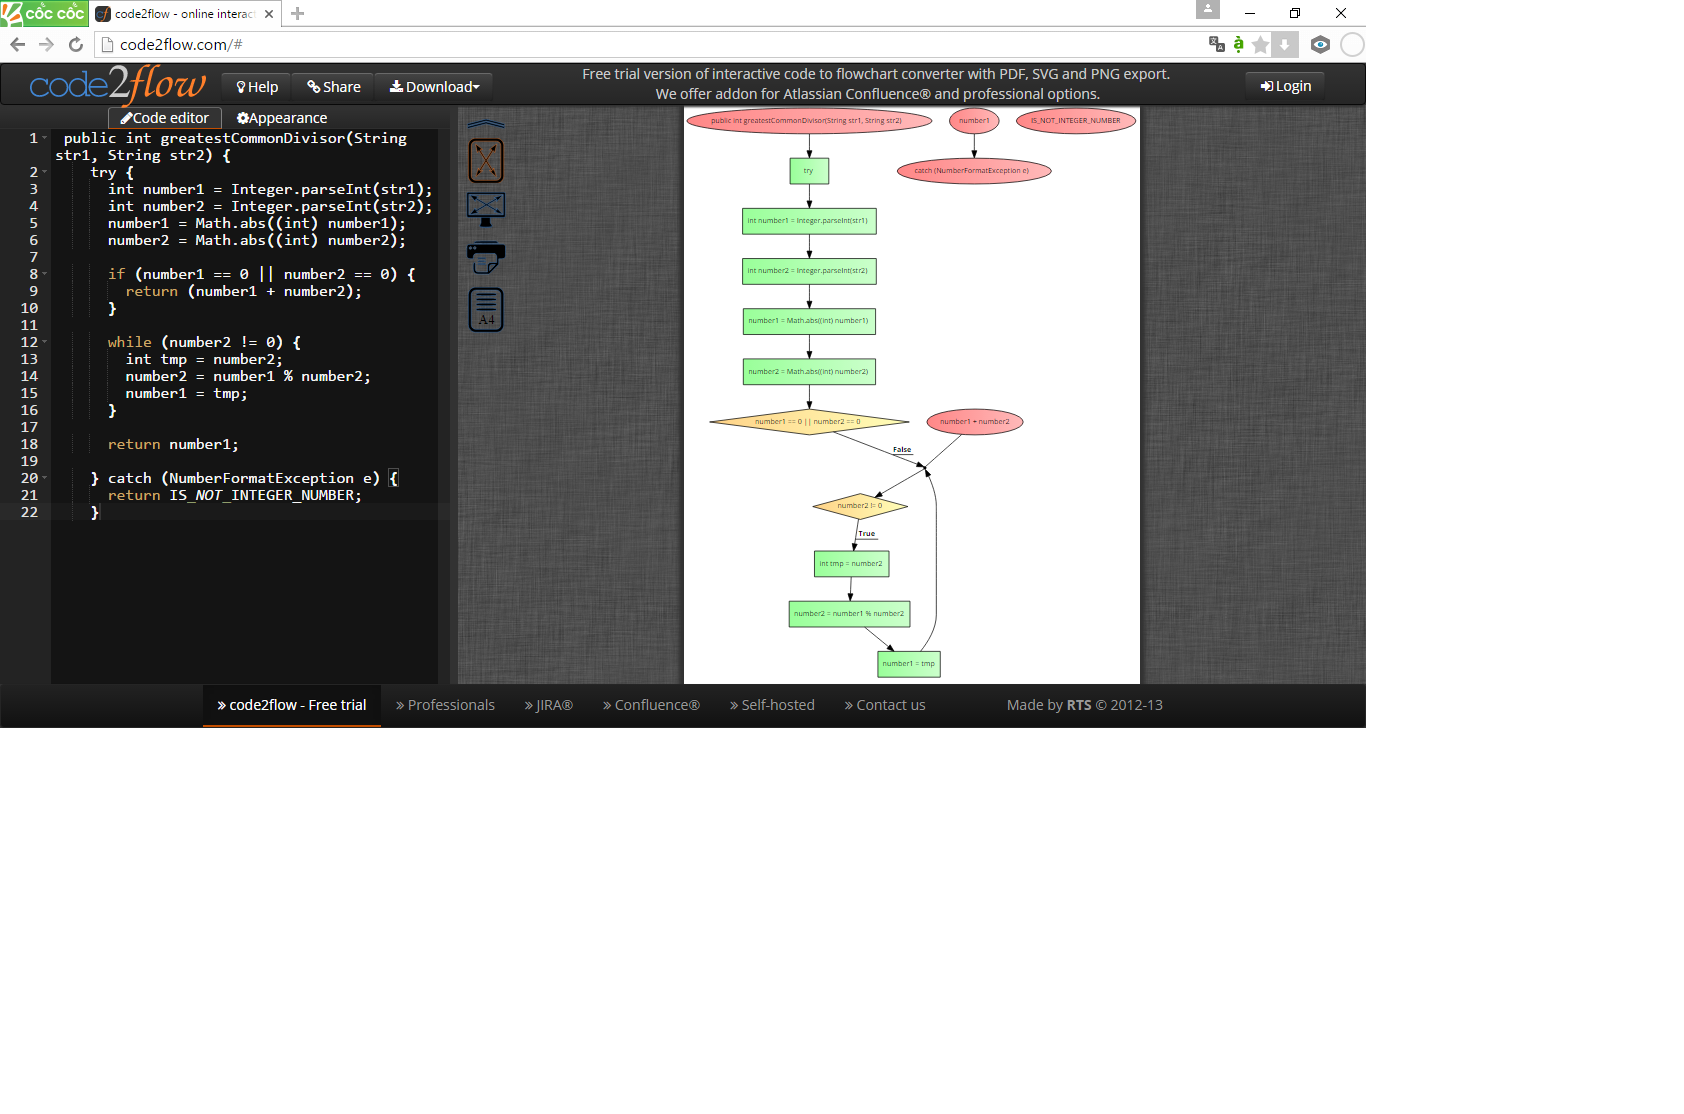 CỐC CỐC
code2flow - online interac
code2flow.com/#
code2flow
Help
Share
Download
Free trial version of interactive code to flowchart converter with PDF, SVG and PNG export.
We offer addon for Atlassian Confluence® and professional options.
Login
Code editor
Appearance
1 public int greatestCommonDivisor(String
str1, String str2) {
2 try {
3 int number1 = Integer.parseInt(str1);
4 int number2 = Integer.parseInt(str2);
5 number1 = Math.abs((int) number1);
6 number2 = Math.abs((int) number2);
7
8 if (number1 == 0 || number2 == 0) {
9 return (number1 + number2);
10 }
11
12 while (number2 != 0) {
13 int tmp = number2;
14 number2 = number1 % number2;
15 number1 = tmp;
16 }
17
18 return number1;
19
20 } catch (NumberFormatException e) {
21 return IS_NOT_INTEGER_NUMBER;
22 }
A4
public int greatestCommonDivisor(String str1, String str2)
number1
IS_NOT_INTEGER_NUMBER
try
catch (NumberFormatException e)
int number1 = Integer.parseInt(str1)
int number2 = Integer.parseInt(str2)
number1 = Math.abs((int) number1)
number2 = Math.abs((int) number2)
number1 == 0 || number2 == 0
number1 + number2
False
number2 != 0
True
int tmp = number2
number2 = number1 % number2
number1 = tmp
» code2flow - Free trial
» Professionals
» JIRA®
» Confluence®
» Self-hosted
» Contact us
Made by RTS © 2012-13